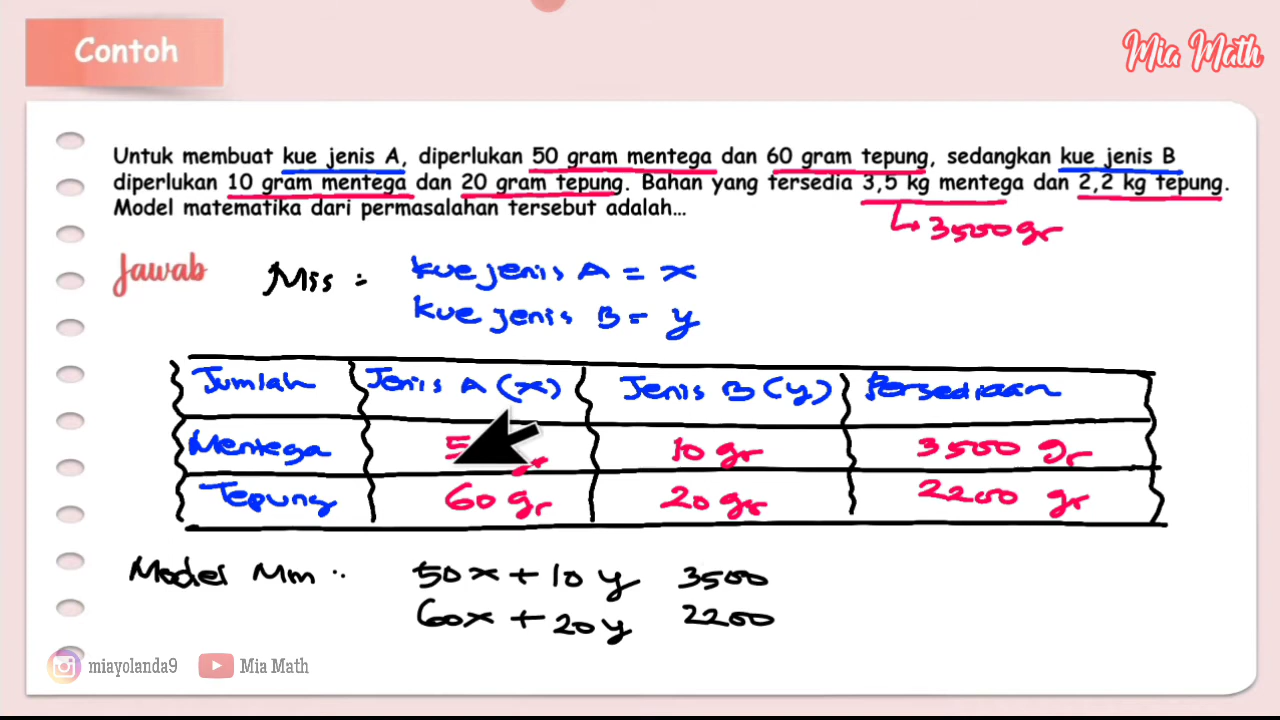 Contoh
Mia Math
Untuk membuat kue jenis A, diperlukan 50 gram mentega dan 60 gram tepung, sedangkan kue jenis B
diperlukan 10 gram mentega dan 20 gram tepung. Bahan yang tersedia 3,5 kg mentega dan 2,2 kg tepung.
Model matematika dari permasalahan tersebut adalah...
3500 gr
Jawab
Mis = kue jenis A = x
kue jenis B = y
Jumlah Jenis A (x) Jenis B (y) Persediaan
Mentega 5 gr 10 gr 3500 gr
Tepung 60 gr 20 gr 2200 gr
Model Mm : 50x + 10y 3500
60x + 20y 2200
miayolanda9 Mia Math